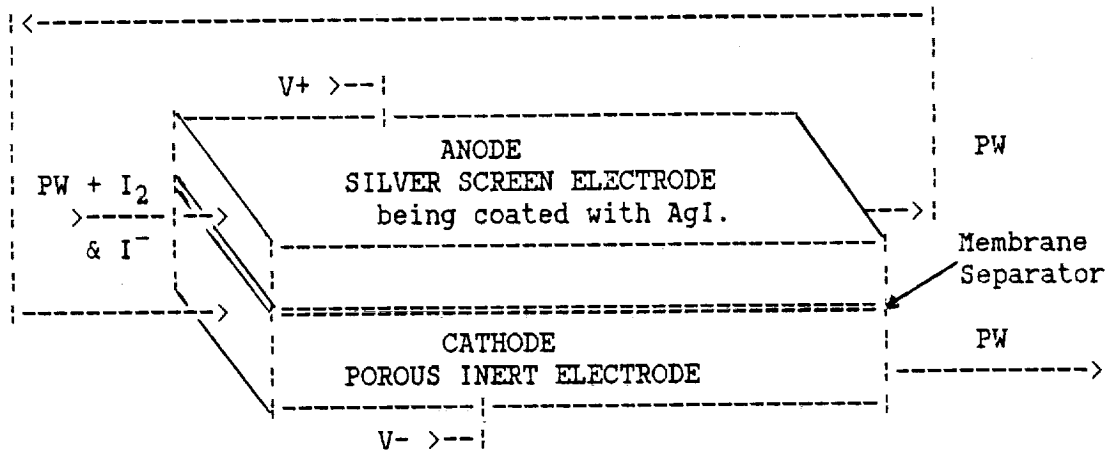 V+
ANODE
PW
PW + I₂
SILVER SCREEN ELECTRODE
being coated with AgI.
& I⁻
Membrane
Separator
CATHODE
PW
POROUS INERT ELECTRODE
V-